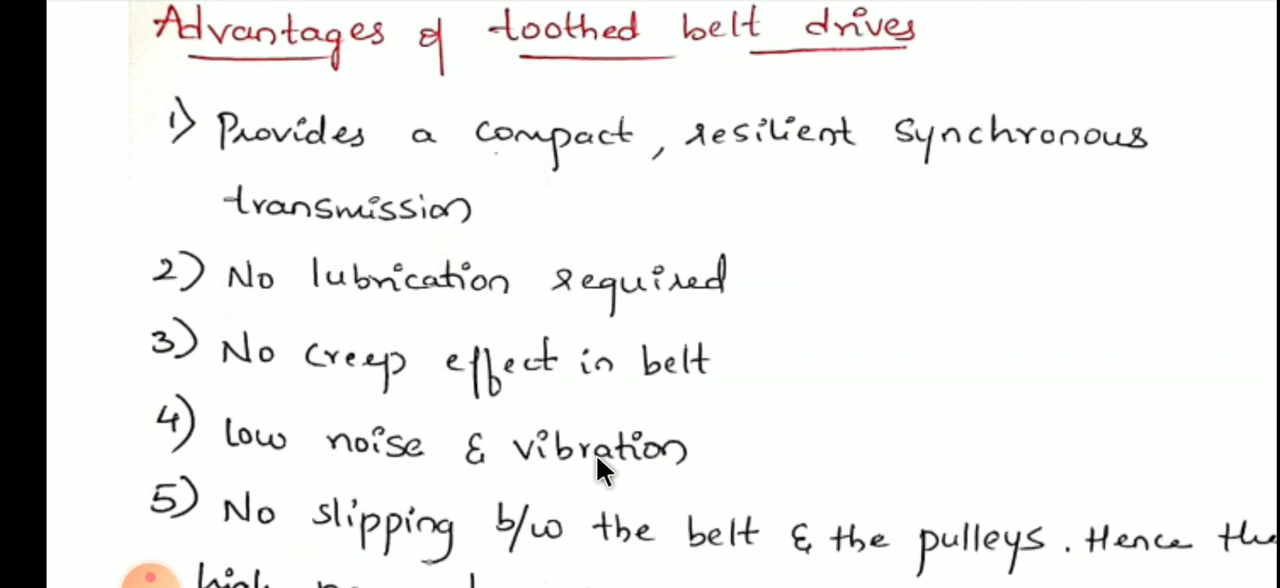 Advantages of toothed belt drives
1) Provides a compact, resilient synchronous
transmission
2) No lubrication required
3) No creep effect in belt
4) Low noise & vibration
5) No slipping b/w the belt & the pulleys. Hence the
high